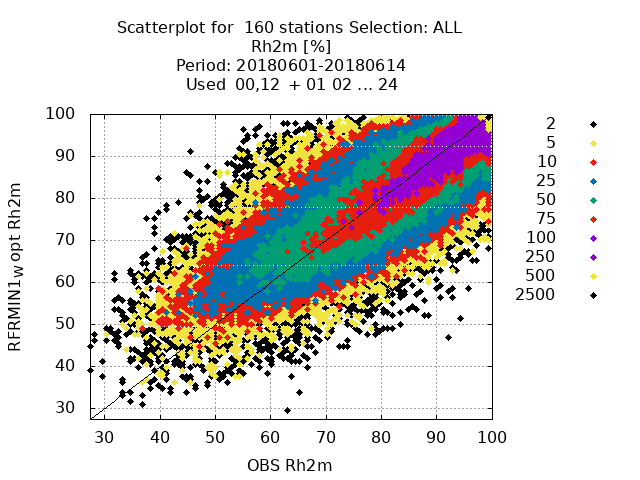 Scatterplot for 160 stations Selection: ALL
Rh2m [%]
Period: 20180601-20180614
Used 00,12 + 01 02 ... 24
100
90
80
70
60
50
40
30
RFRMIN1_W opt Rh2m
30 40 50 60 70 80 90 100
OBS Rh2m
2
5
10
25
50
75
100
250
500
2500